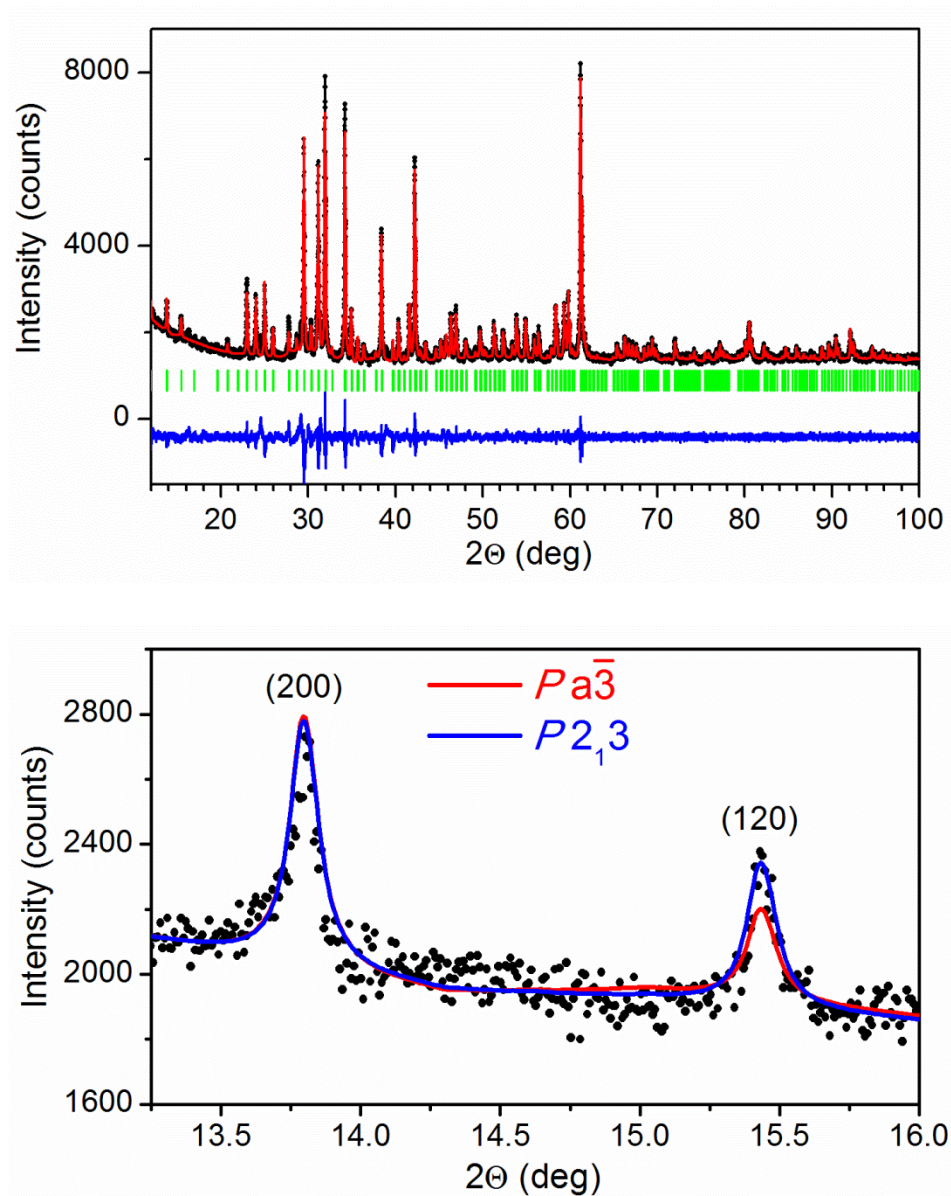 8000
4000
0
Intensity (counts)
20 30 40 50 60 70 80 90 100
2Θ (deg)
(200)
Pa3̅
P2₁3
(120)
2800
2400
2000
1600
Intensity (counts)
13.5 14.0 14.5 15.0 15.5 16.0
2Θ (deg)